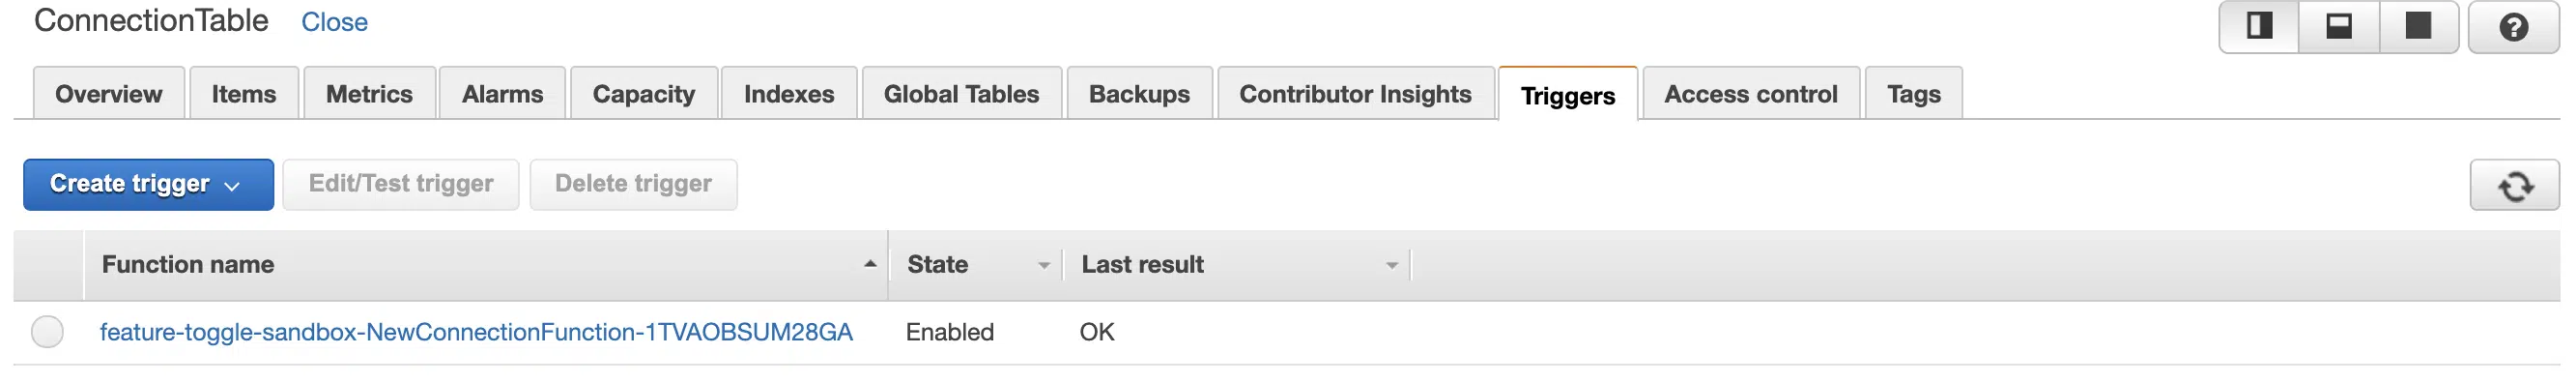 ConnectionTable Close
Overview Items Metrics Alarms Capacity Indexes Global Tables Backups Contributor Insights Triggers Access control Tags
Create trigger Edit/Test trigger Delete trigger
Function name State Last result
feature-toggle-sandbox-NewConnectionFunction-1TVAOBSUM28GA Enabled OK